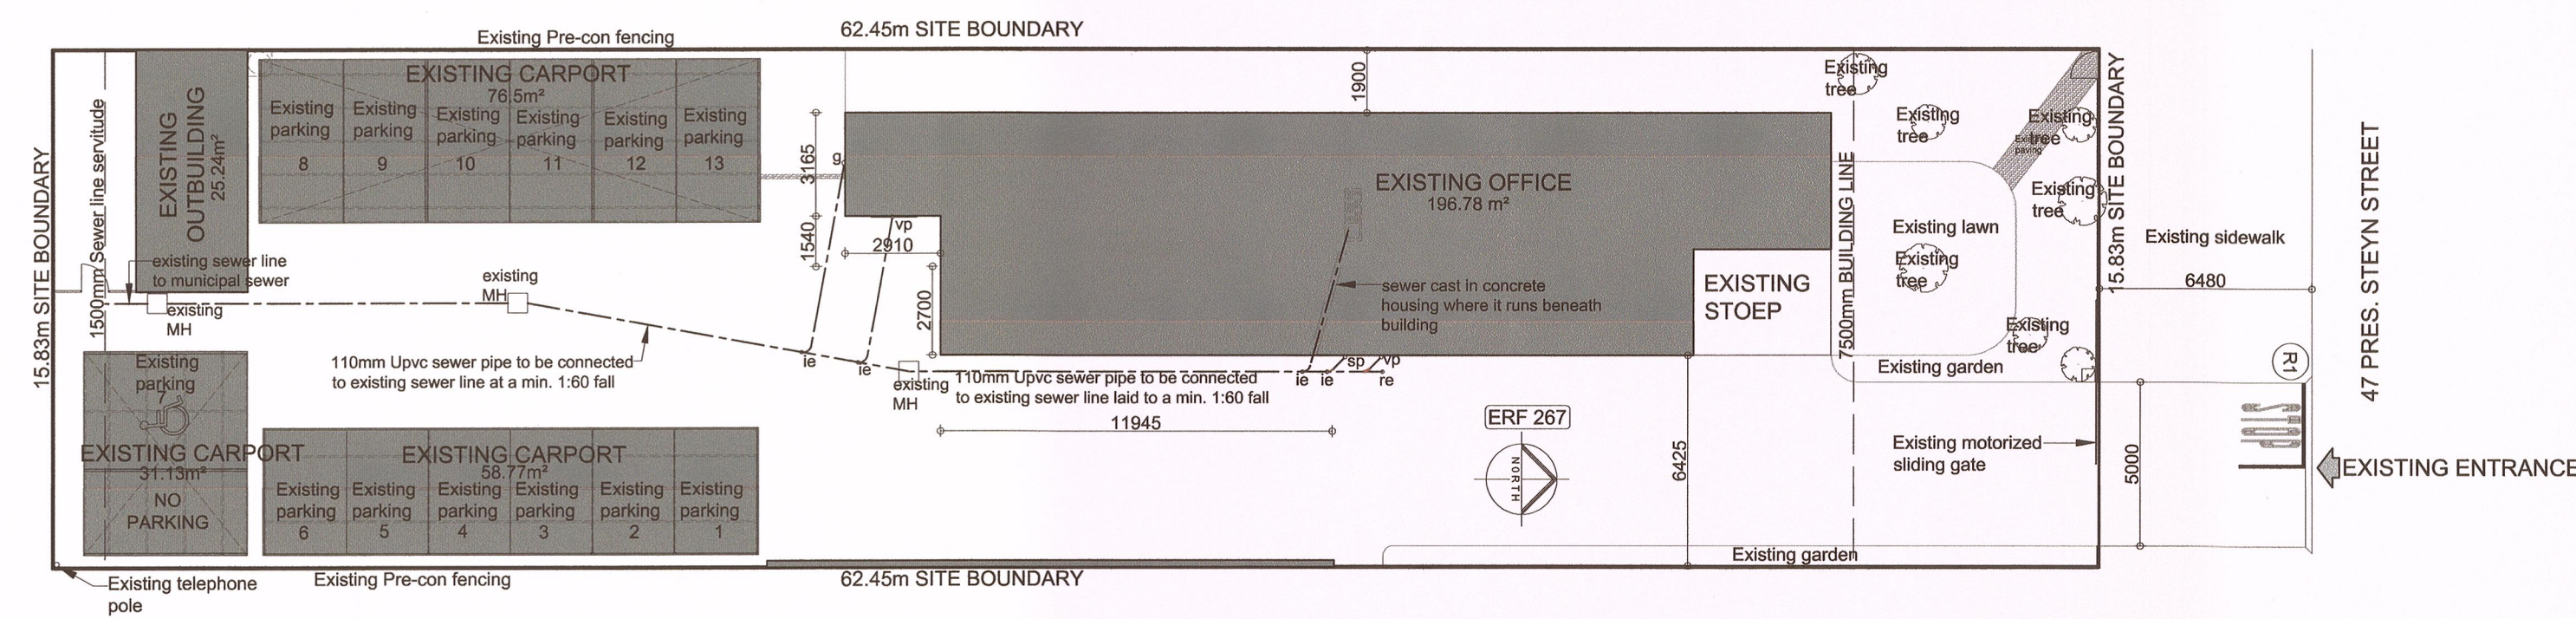 62.45m SITE BOUNDARY
Existing Pre-con fencing
15.83m SITE BOUNDARY
1500mm Sewer line servitude
EXISTING
OUTBUILDING
25.24m²
EXISTING CARPORT
76.5m²
Existing
parking
8
Existing
parking
9
Existing
parking
10
Existing
parking
11
Existing
parking
12
Existing
parking
13
existing sewer line
to municipal sewer
existing
MH
existing
MH
110mm Upvc sewer pipe to be connected
to existing sewer line at a min. 1:60 fall
3165
1540
g
vp
2910
2700
ie
ie
existing
MH
1900
EXISTING OFFICE
196.78 m²
sewer cast in concrete
housing where it runs beneath
building
EXISTING
STOEP
110mm Upvc sewer pipe to be connected
to existing sewer line laid to a min. 1:60 fall
ie
ie
sp
vp
re
11945
ERF 267
NORTH
6425
7500mm BUILDING LINE
Existing
tree
Existing
tree
Existing
tree
Existing
paving
Existing
tree
Existing lawn
Existing
tree
Existing
tree
Existing garden
Existing motorized
sliding gate
Existing garden
15.83m SITE BOUNDARY
Existing sidewalk
6480
R1
STOP
5000
47 PRES. STEYN STREET
EXISTING ENTRANCE
Existing
parking
7
EXISTING CARPORT
31.13m²
NO
PARKING
EXISTING CARPORT
58.77m²
Existing
parking
6
Existing
parking
5
Existing
parking
4
Existing
parking
3
Existing
parking
2
Existing
parking
1
Existing telephone
pole
Existing Pre-con fencing
62.45m SITE BOUNDARY